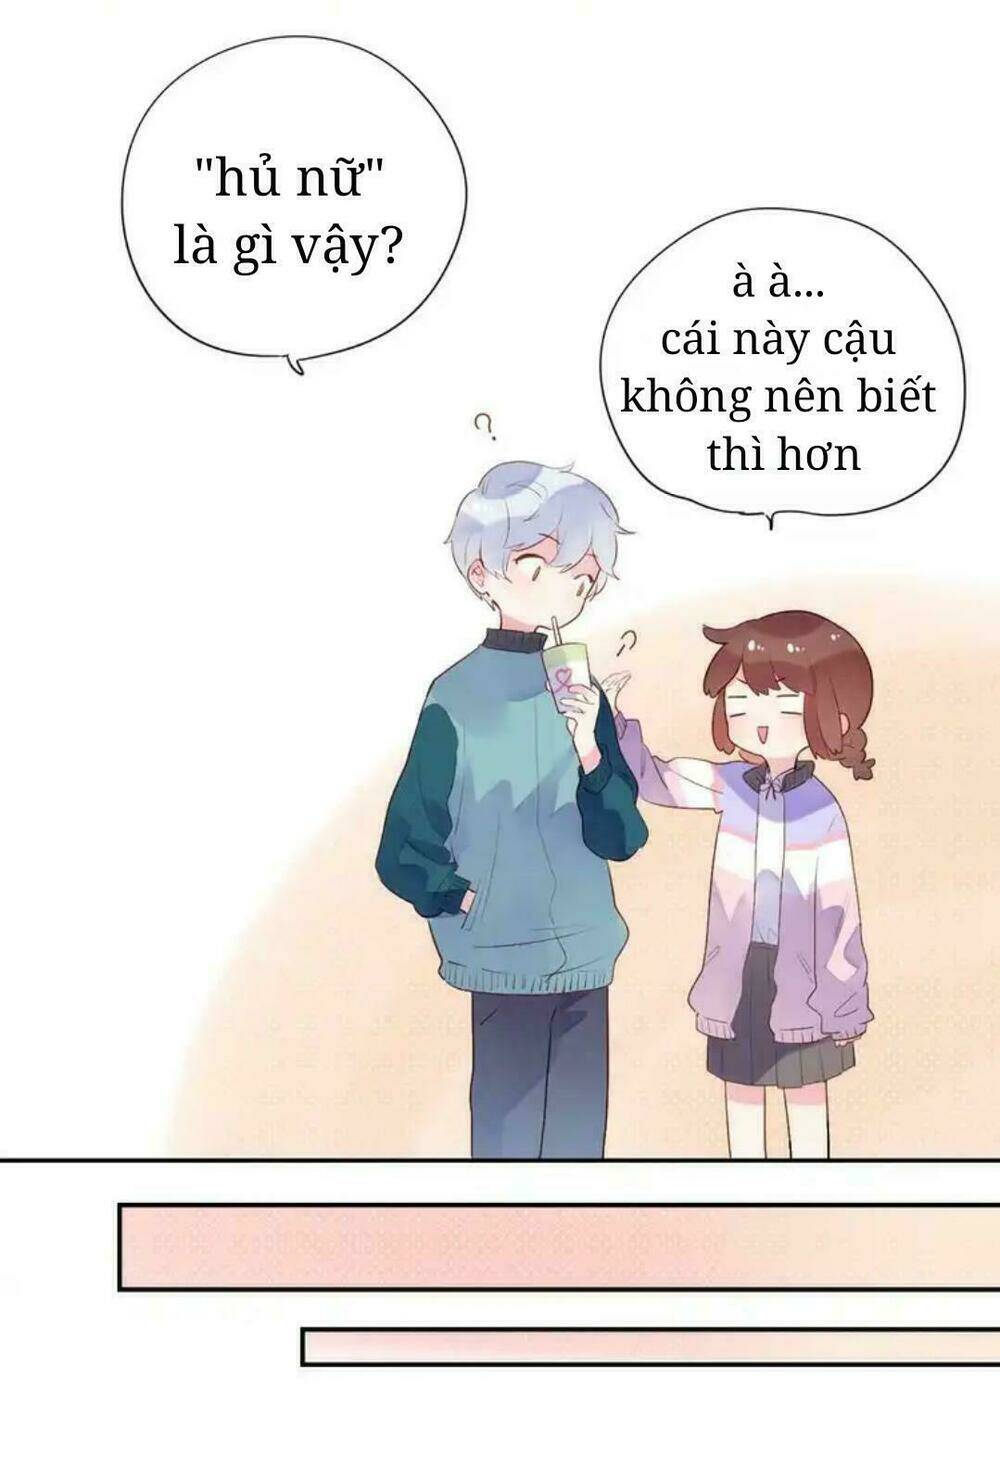 "hủ nữ"
là gì vậy?
à à...
cái này cậu
không nên biết
thì hơn